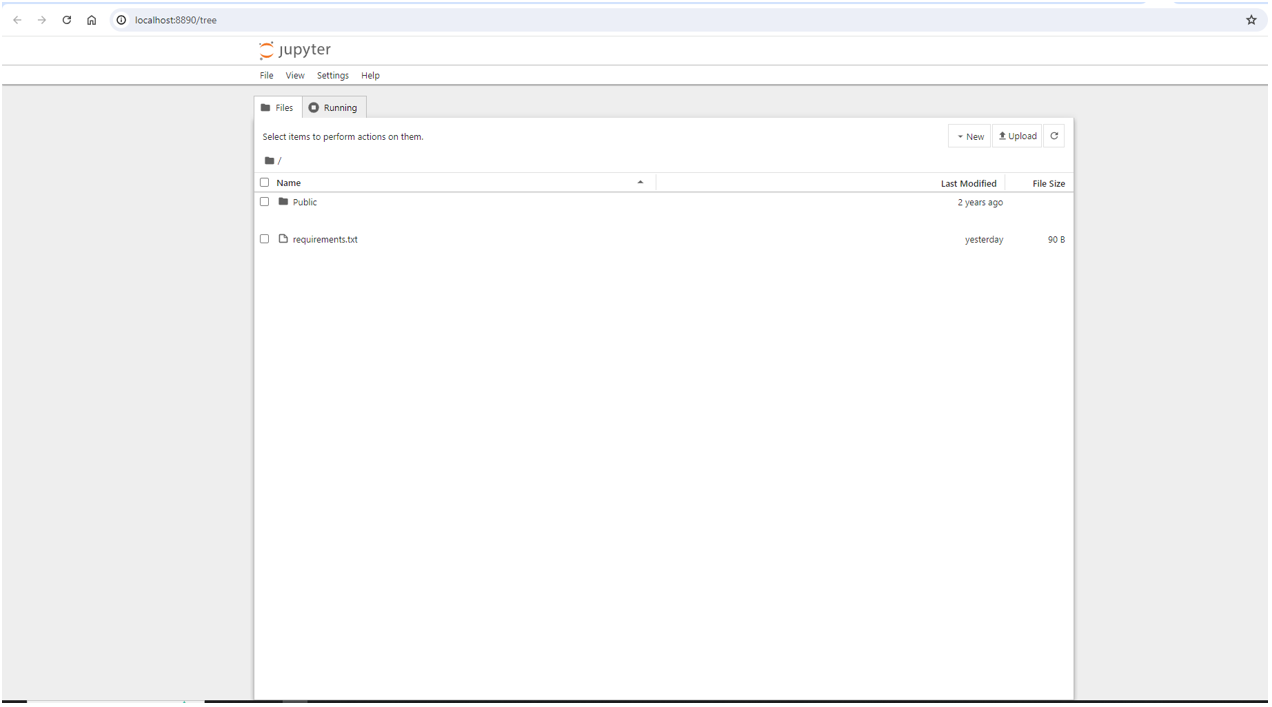 localhost:8890/tree
jupyter
File View Settings Help
Files Running
Select items to perform actions on them.
New Upload
/
Name Last Modified File Size
Public 2 years ago
requirements.txt yesterday 90 B